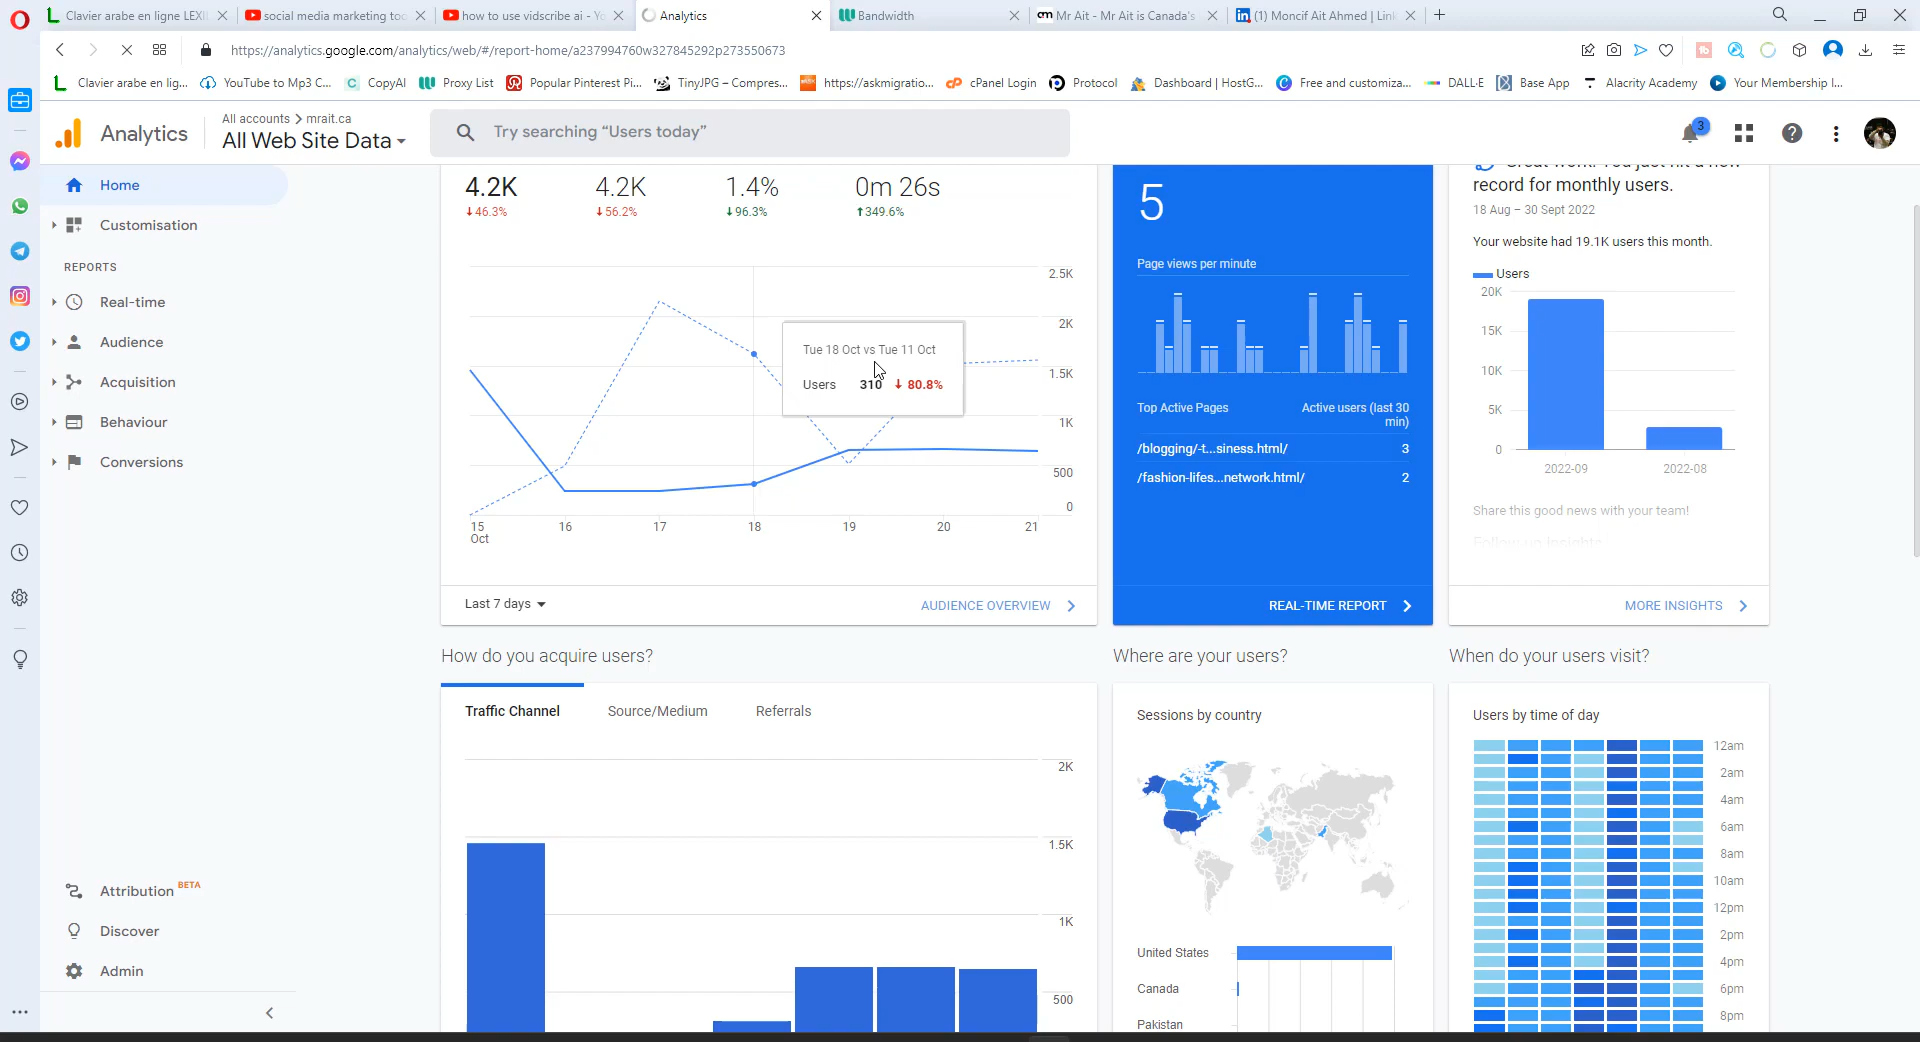 Clavier arabe en ligne LEXI
social media marketing too
how to use vidscribe ai - Yo
Analytics
Bandwidth
Mr Ait - Mr Ait is Canada's
(1) Moncif Ait Ahmed | Link
https://analytics.google.com/analytics/web/#/report-home/a237994760w327845292p273550673
Clavier arabe en lig...
YouTube to Mp3 C...
CopyAI
Proxy List
Popular Pinterest Pi...
TinyJPG – Compres...
https://askmigratio...
cPanel Login
Protocol
Dashboard | HostG...
Free and customiza...
DALL·E
Base App
Alacrity Academy
Your Membership I...
Analytics
All accounts > mrait.ca
All Web Site Data
Try searching “Users today”
3
Home
Customisation
REPORTS
Real-time
Audience
Acquisition
Behaviour
Conversions
Attribution BETA
Discover
Admin
4.2K 4.2K 1.4% 0m 26s
46.3% 56.2% 96.3% 349.6%
2.5K
2K
1.5K
1K
500
0
Tue 18 Oct vs Tue 11 Oct
Users 310 80.8%
15 16 17 18 19 20 21
Oct
Last 7 days
AUDIENCE OVERVIEW
5
Page views per minute
Top Active Pages
Active users (last 30
min)
/blogging/-t...siness.html/ 3
/fashion-lifes...network.html/ 2
REAL-TIME REPORT
Great work! You just hit a new
record for monthly users.
18 Aug – 30 Sept 2022
Your website had 19.1K users this month.
Users
20K
15K
10K
5K
0
2022-09 2022-08
Share this good news with your team!
Follow-up Insights
MORE INSIGHTS
How do you acquire users?
Traffic Channel
Source/Medium
Referrals
2K
1.5K
1K
500
Where are your users?
Sessions by country
United States
Canada
Pakistan
When do your users visit?
Users by time of day
12am
2am
4am
6am
8am
10am
12pm
2pm
4pm
6pm
8pm